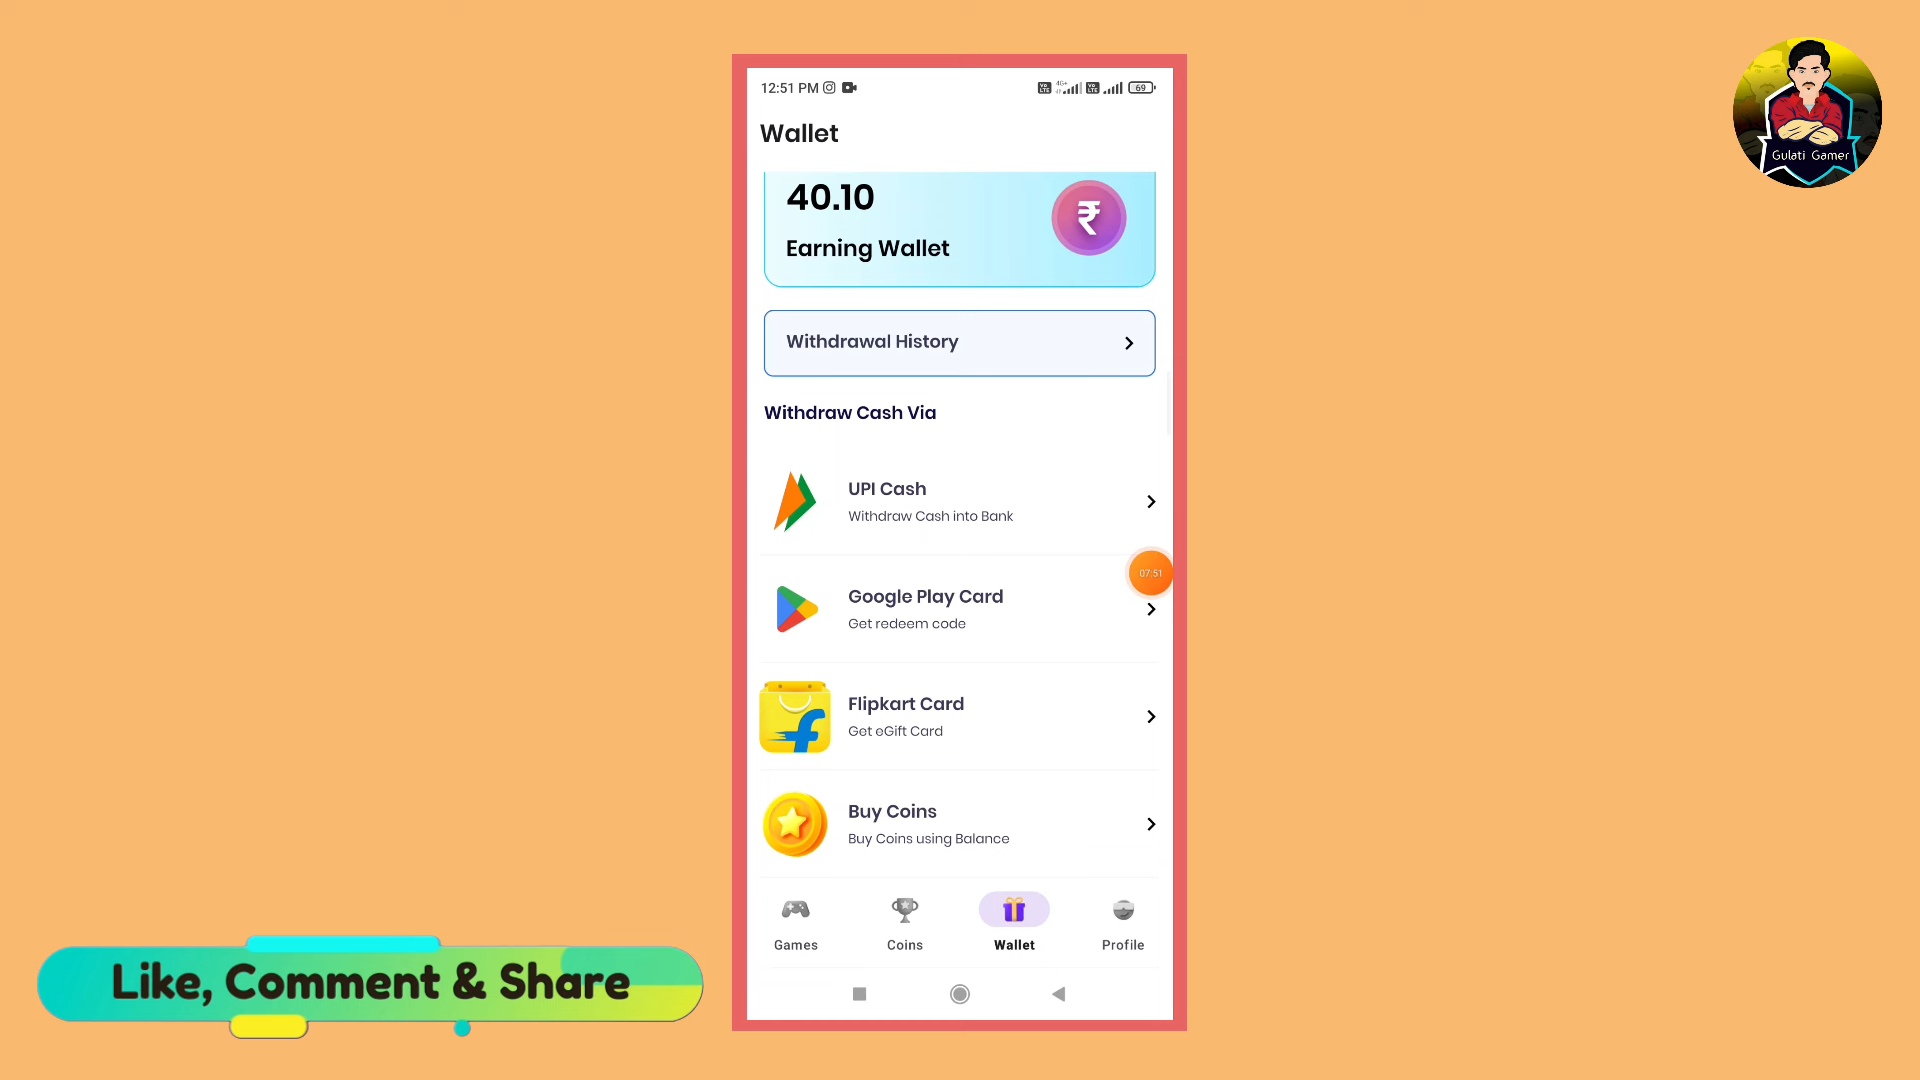 12:51 PM
69
Wallet
40.10
₹
Earning Wallet
Withdrawal History
Withdraw Cash Via
UPI Cash
Withdraw Cash into Bank
07:51
Google Play Card
Get redeem code
Flipkart Card
Get eGift Card
Buy Coins
Buy Coins using Balance
Games Coins Wallet Profile
Gulati Gamer
Like, Comment & Share